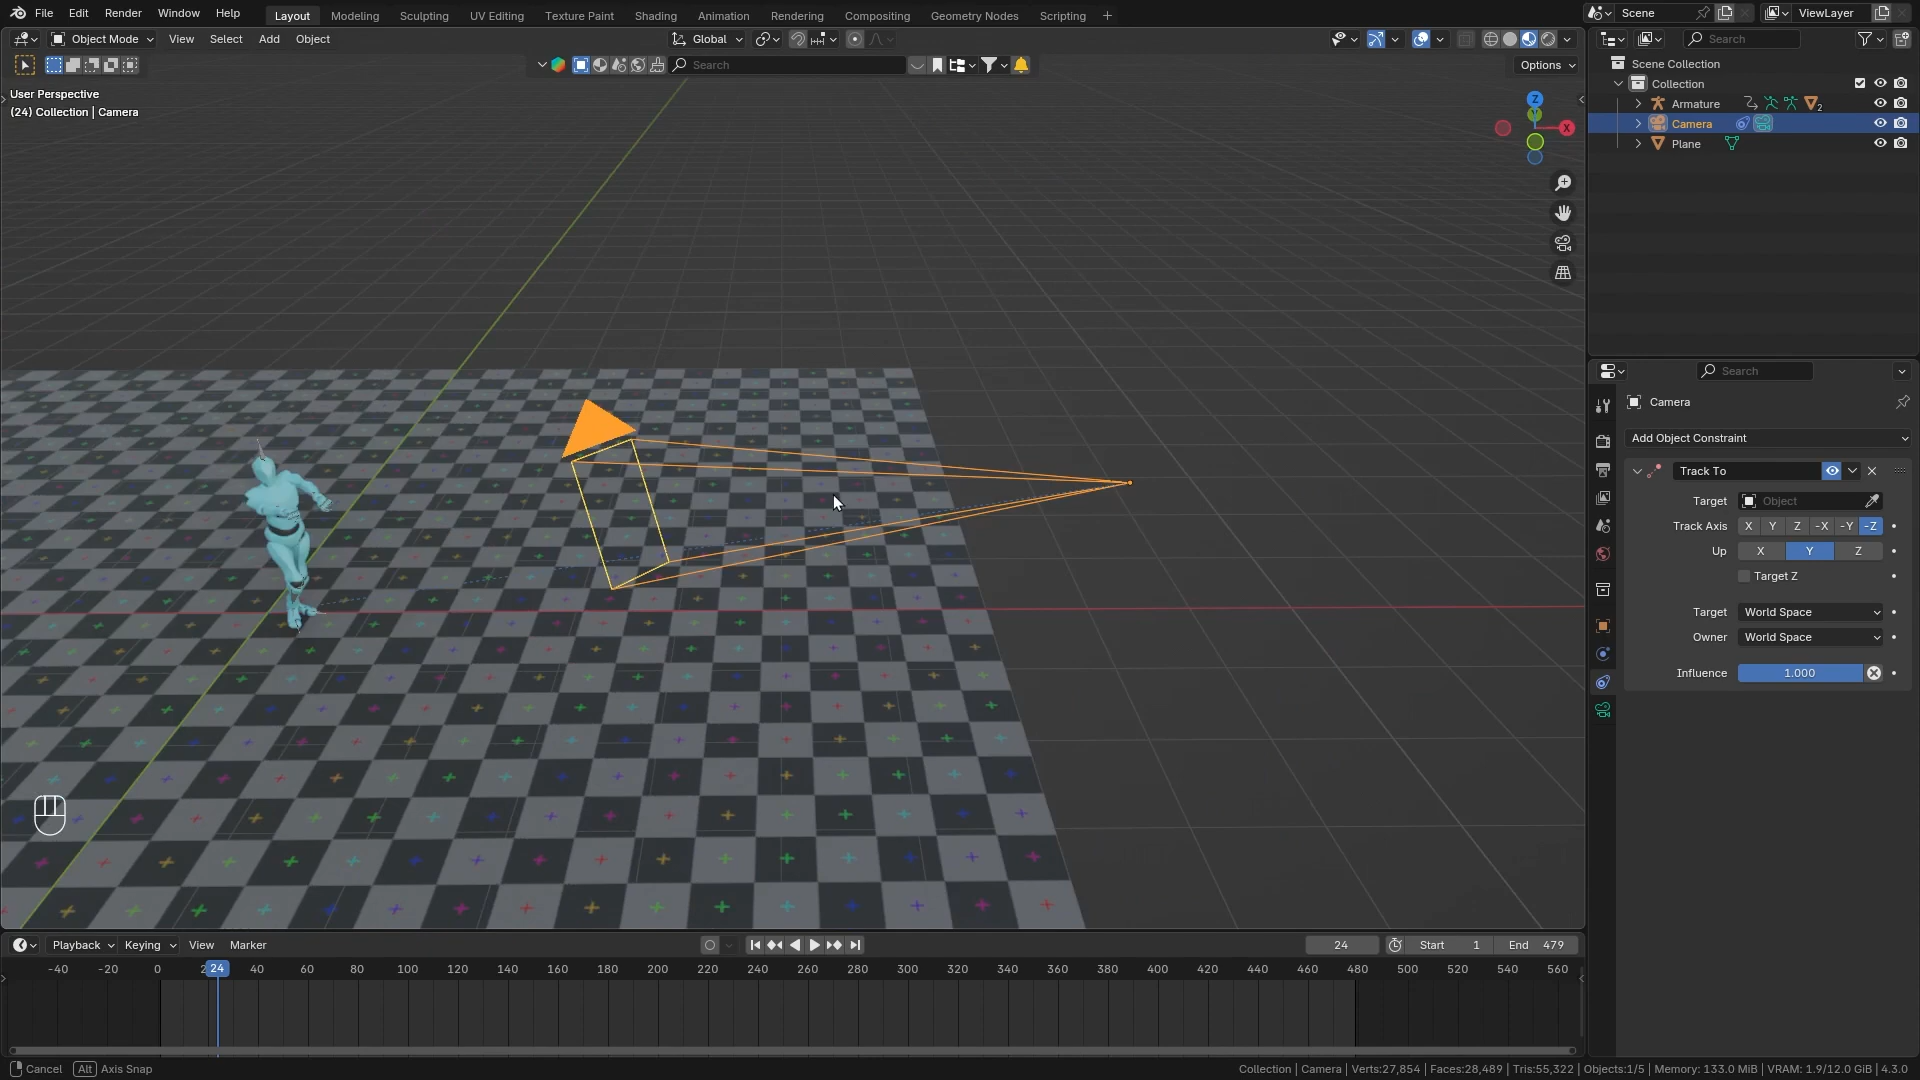 File Edit Render Window Help Layout Modeling Sculpting UV Editing Texture Paint Shading Animation Rendering Compositing Geometry Nodes Scripting + Scene ViewLayer
Object Mode View Select Add Object Global Search
Search Options
User Perspective
(24) Collection | Camera
Z
X
Scene Collection
Collection
Armature 2
Camera
Plane
Search
Camera
Add Object Constraint
Track To
Target Object
Track Axis X Y Z -X -Y -Z
Up X Y Z
Target Z
Target World Space
Owner World Space
Influence 1.000
Playback Keying View Marker 24 Start 1 End 479
-40 -20 0 2 24 40 60 80 100 120 140 160 180 200 220 240 260 280 300 320 340 360 380 400 420 440 460 480 500 520 540 560
Cancel Alt Axis Snap Collection | Camera | Verts:27,854 | Faces:28,489 | Tris:55,322 | Objects:1/5 | Memory: 133.0 MiB | VRAM: 1.9/12.0 GiB | 4.3.0